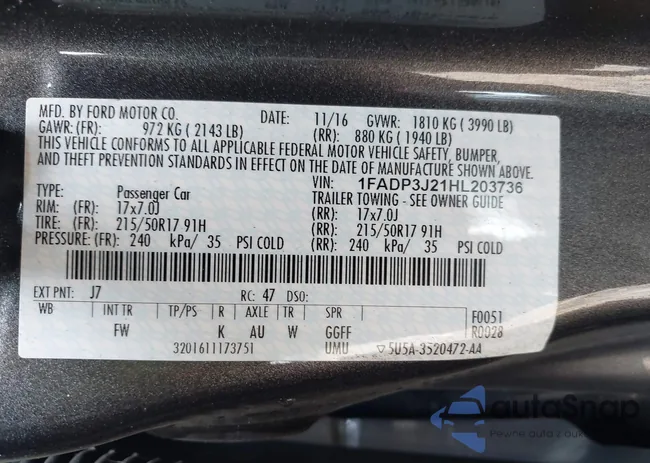 MFD. BY FORD MOTOR CO. DATE: 11/16 GVWR: 1810 KG ( 3990 LB)
GAWR: (FR): 972 KG ( 2143 LB) (RR): 880 KG ( 1940 LB)
THIS VEHICLE CONFORMS TO ALL APPLICABLE FEDERAL MOTOR VEHICLE SAFETY, BUMPER,
AND THEFT PREVENTION STANDARDS IN EFFECT ON THE DATE OF MANUFACTURE SHOWN ABOVE.
VIN: 1FADP3J21HL203736
TYPE: Passenger Car TRAILER TOWING - SEE OWNER GUIDE
RIM: (FR): 17x7.0J (RR): 17x7.0J
TIRE: (FR): 215/50R17 91H (RR): 215/50R17 91H
PRESSURE: (FR): 240 kPa/ 35 PSI COLD (RR): 240 kPa/ 35 PSI COLD
EXT PNT: J7 RC: 47 DSO:
WB INT TR TP/PS R AXLE TR SPR F0051
FW K AU W GGFF R0028
3201611173751 UMU ▽ 5U5A-3520472-AA
autoSnap
Pewne auta z aukcji